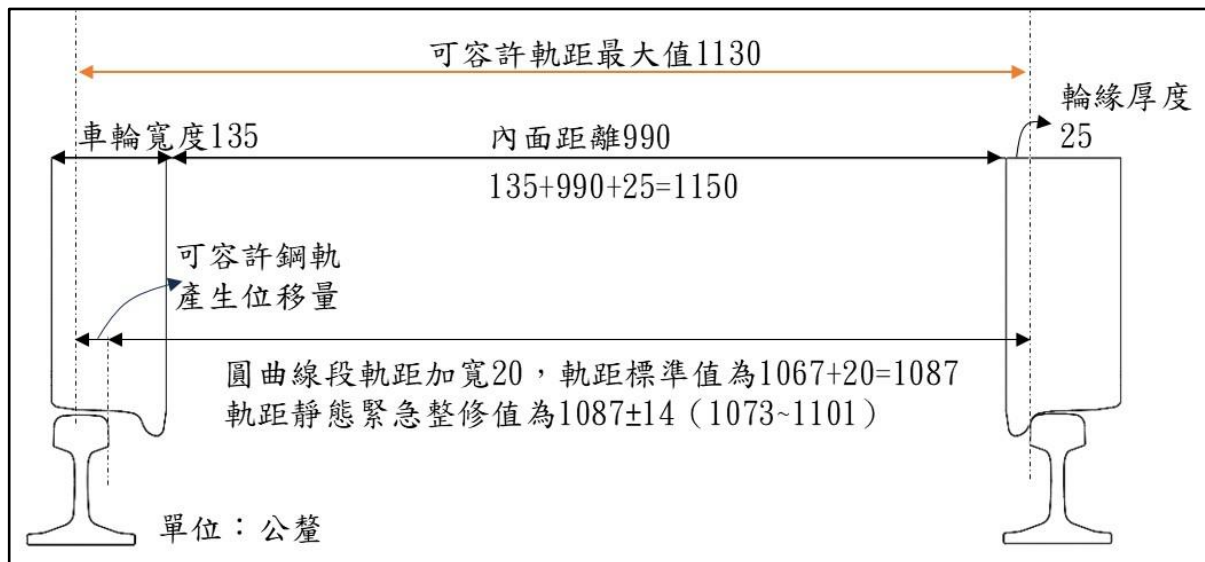 可容許軌距最大值1130
輪緣厚度
25
車輪寬度135
內面距離990
135+990+25=1150
可容許鋼軌
產生位移量
圓曲線段軌距加寬20，軌距標準值為1067+20=1087
軌距靜態緊急整修值為1087±14（1073~1101）
單位：公釐